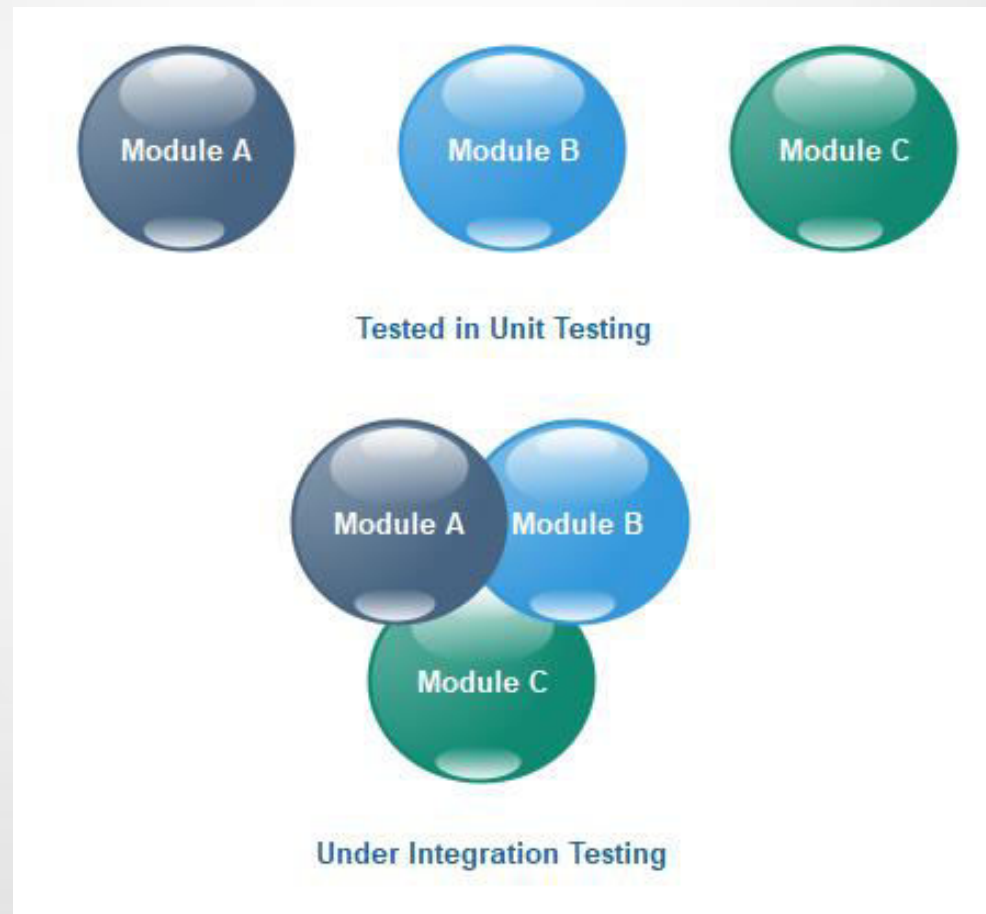 Module A
Module B
Module C
Tested in Unit Testing
Module A
Module B
Module C
Under Integration Testing